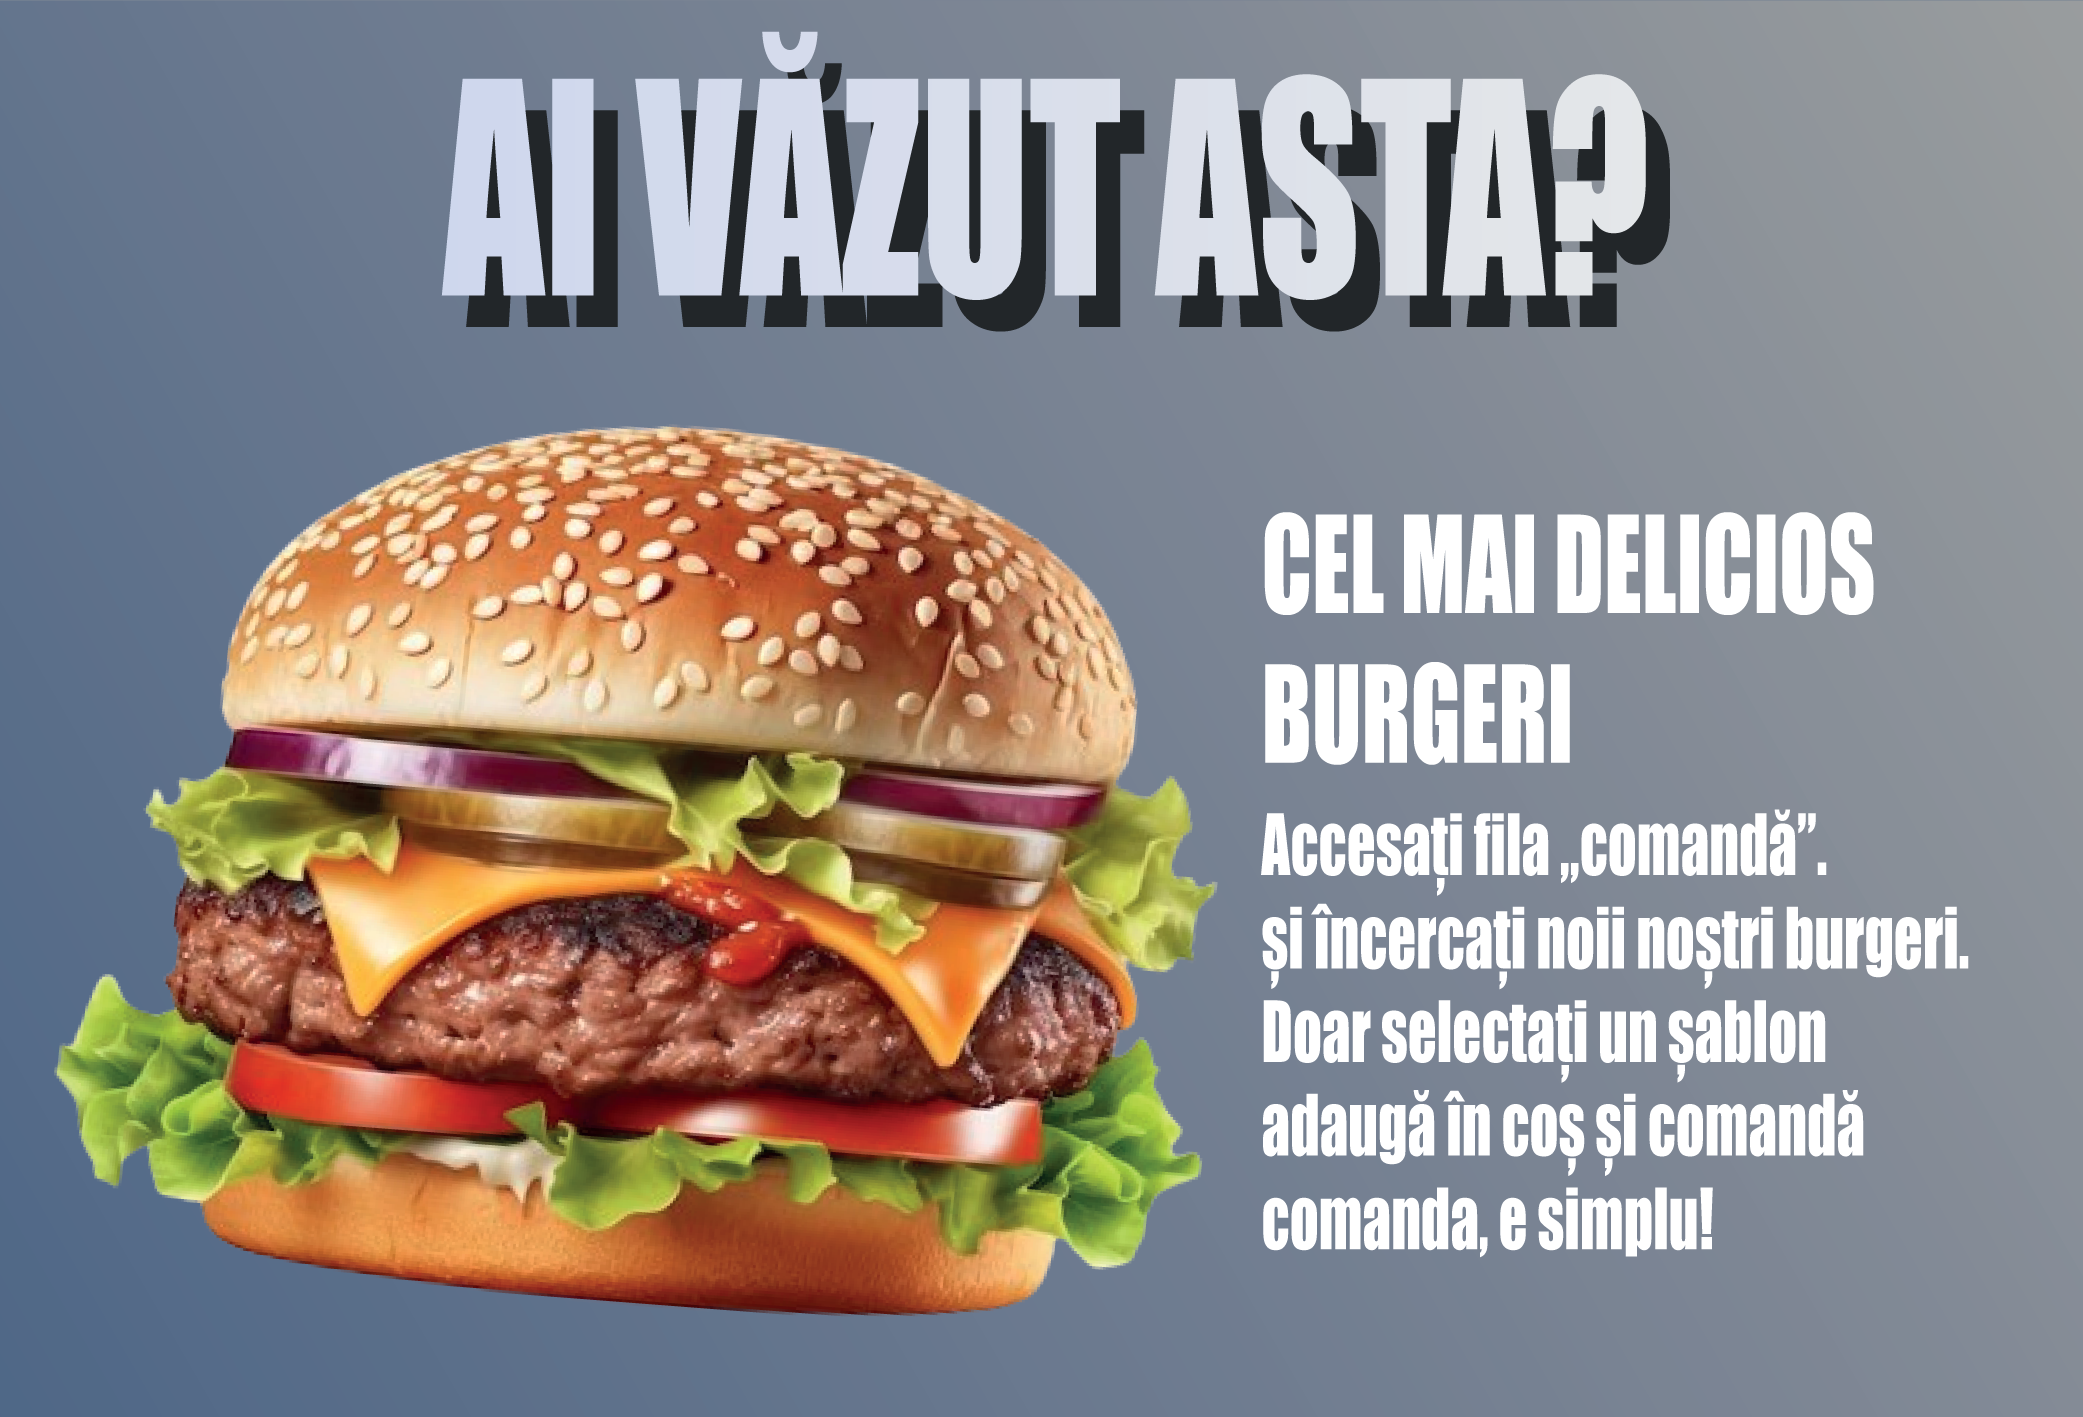 AI VĂZUT ASTA?
CEL MAI DELICIOS
BURGERI
Accesați fila „comandă”.
și încercați noii noștri burgeri.
Doar selectați un șablon
adaugă în coș și comandă
comanda, e simplu!